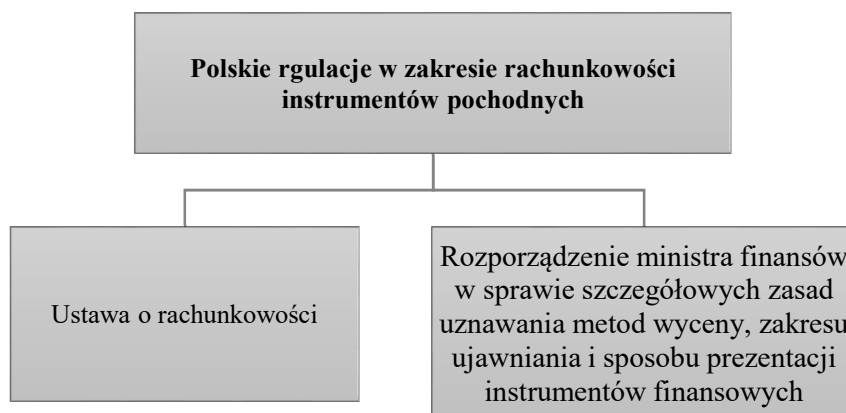 Polskie rgulacje w zakresie rachunkowości
instrumentów pochodnych
Ustawa o rachunkowości
Rozporządzenie ministra finansów
w sprawie szczegółowych zasad
uznawania metod wyceny, zakresu
ujawniania i sposobu prezentacji
instrumentów finansowych